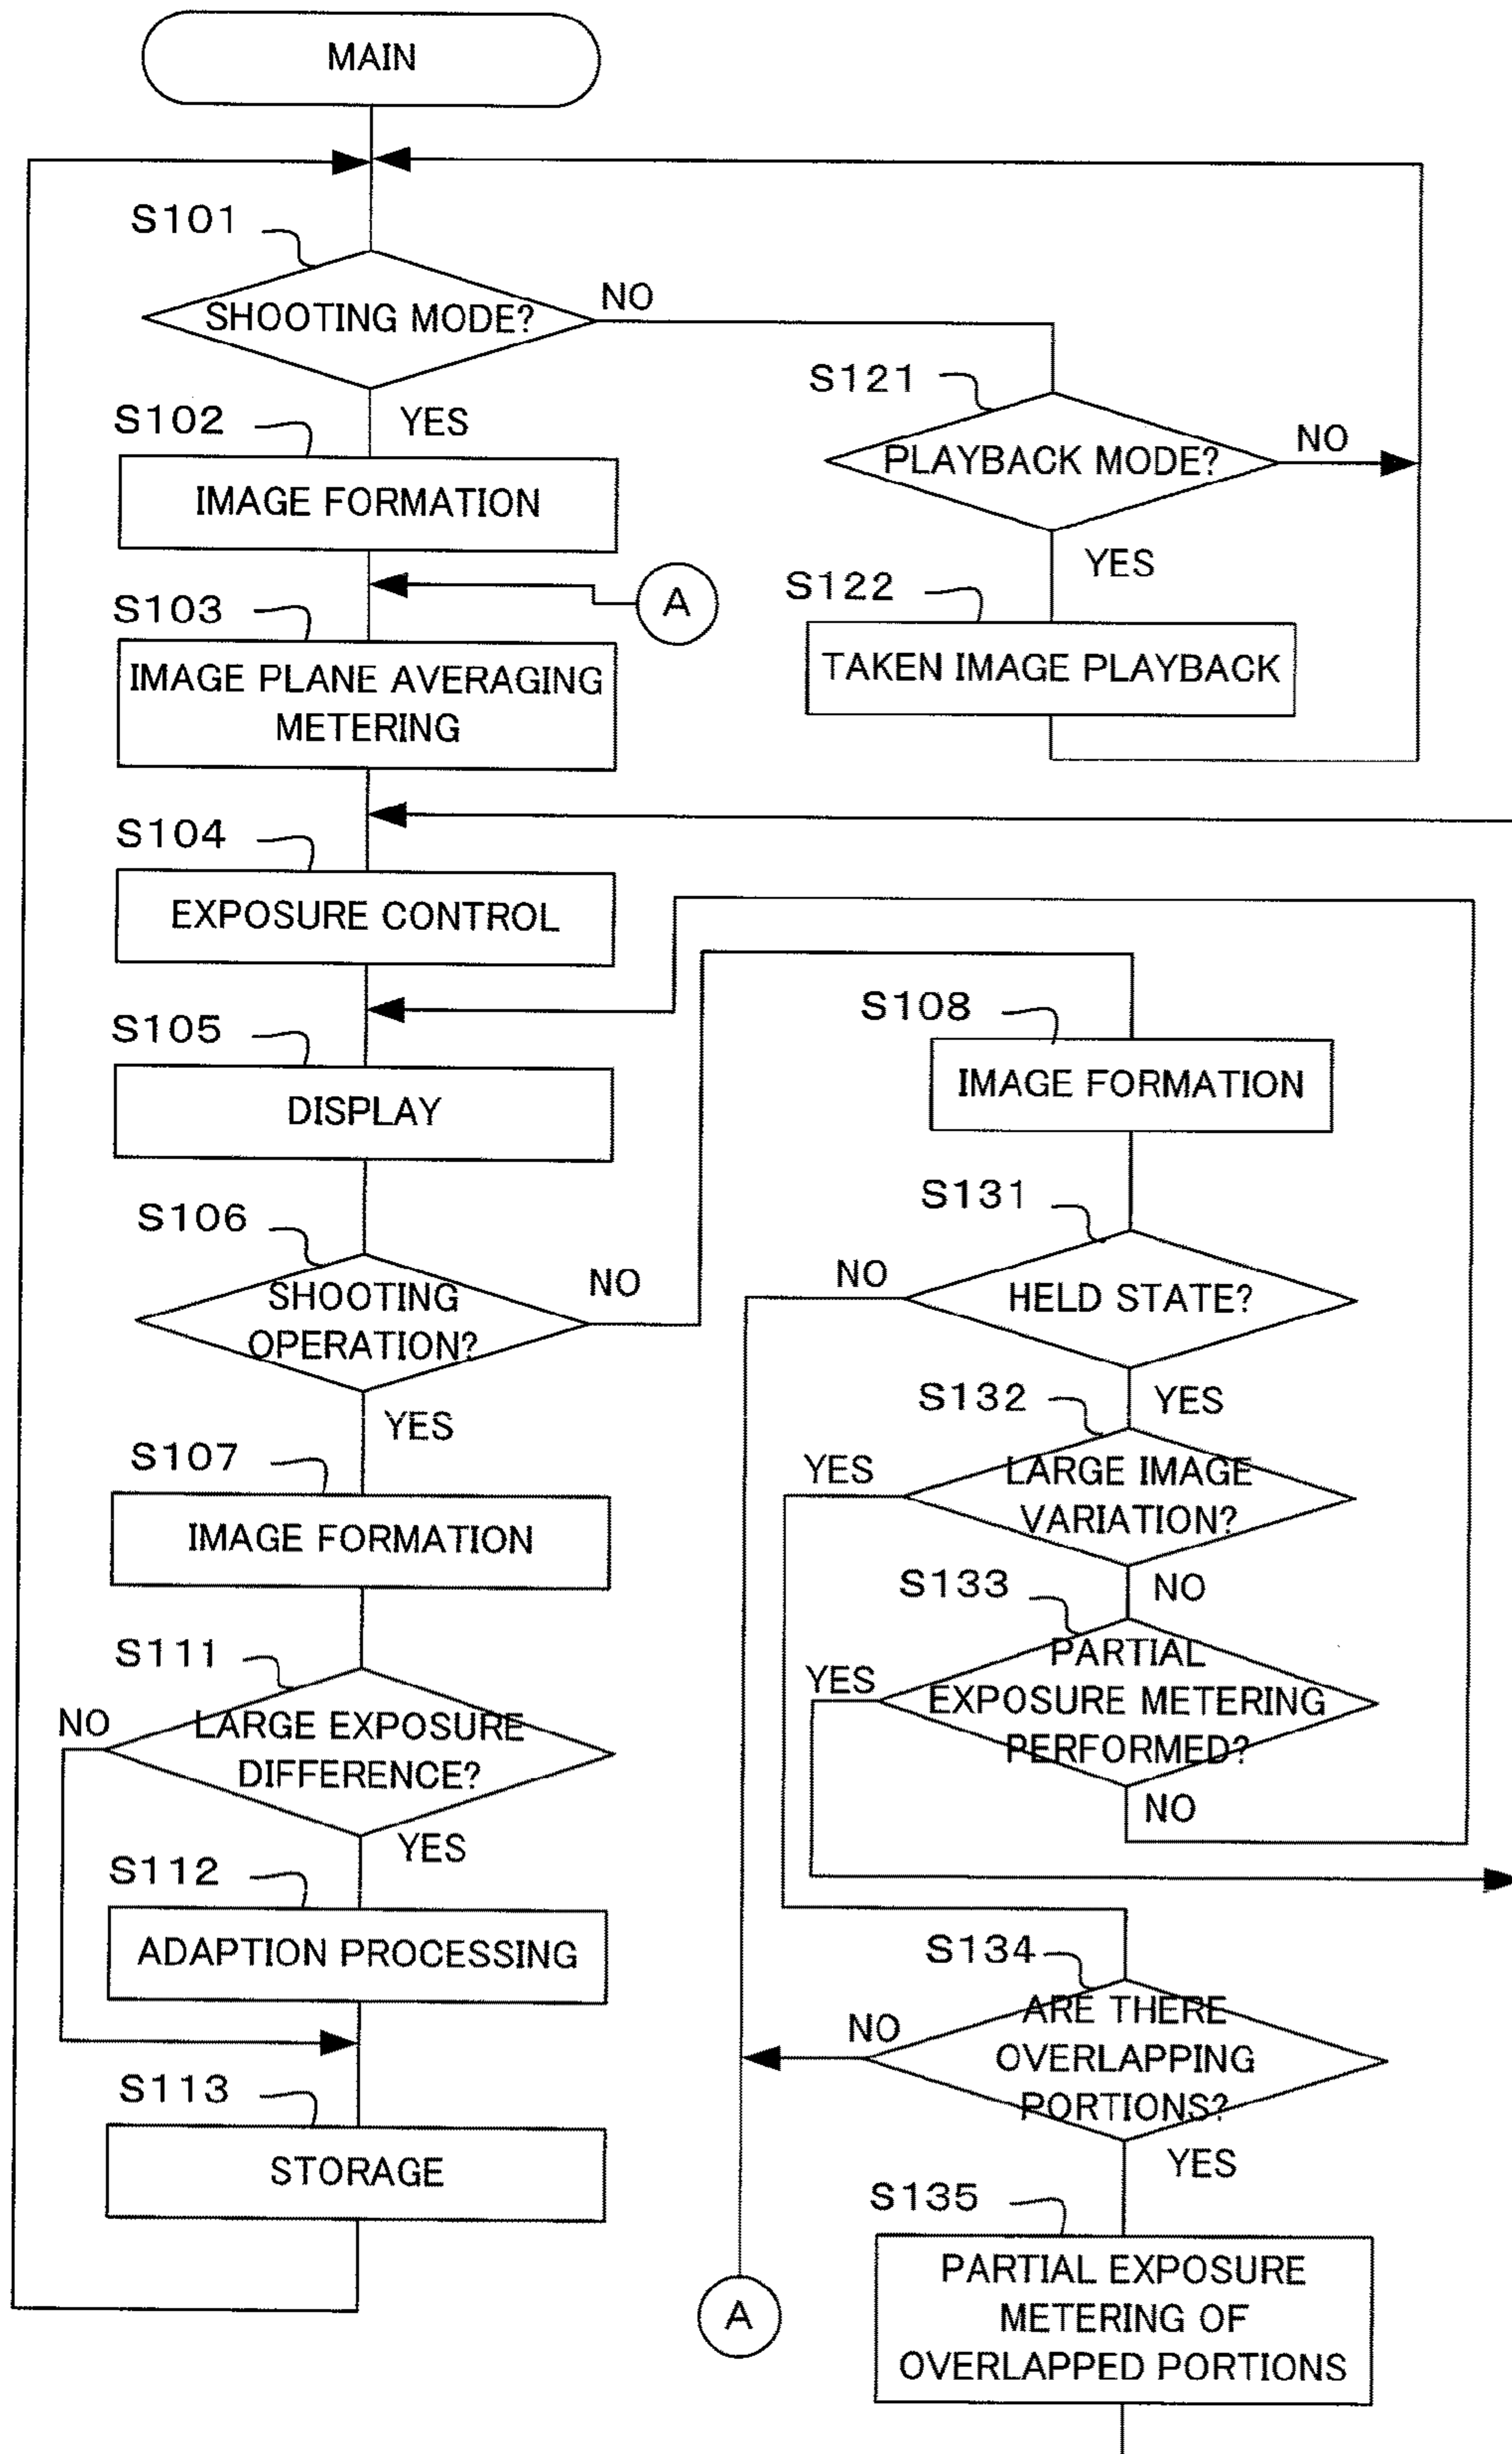 MAIN
S101
SHOOTING MODE?
NO
YES
S102
IMAGE FORMATION
S121
PLAYBACK MODE?
NO
YES
S122
TAKEN IMAGE PLAYBACK
A
S103
IMAGE PLANE AVERAGING
METERING
S104
EXPOSURE CONTROL
S105
DISPLAY
S106
SHOOTING
OPERATION?
NO
YES
S107
IMAGE FORMATION
S111
LARGE EXPOSURE
DIFFERENCE?
NO
YES
S112
ADAPTION PROCESSING
S113
STORAGE
S108
IMAGE FORMATION
S131
HELD STATE?
NO
YES
S132
LARGE IMAGE
VARIATION?
YES
NO
S133
PARTIAL
EXPOSURE METERING
PERFORMED?
YES
NO
S134
ARE THERE
OVERLAPPING
PORTIONS?
NO
YES
S135
PARTIAL EXPOSURE
METERING OF
OVERLAPPED PORTIONS
A